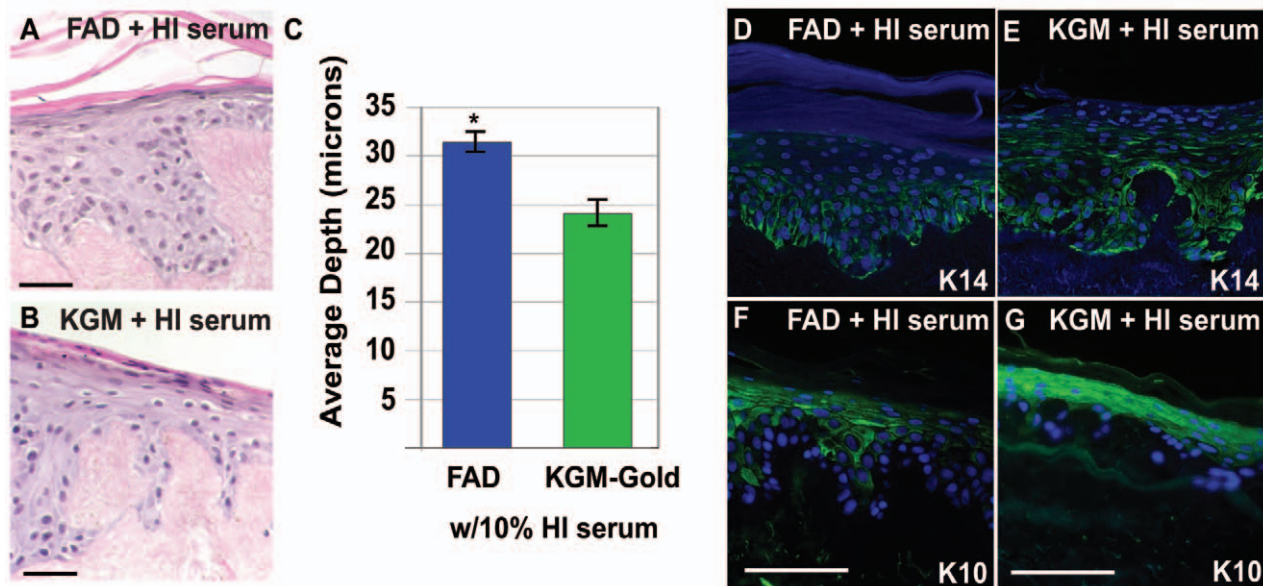 A FAD + HI serum
B KGM + HI serum
C
Average Depth (microns)
35
30
25
20
15
10
5
*
FAD KGM-Gold
w/10% HI serum
D FAD + HI serum
K14
E KGM + HI serum
K14
F FAD + HI serum
K10
G KGM + HI serum
K10